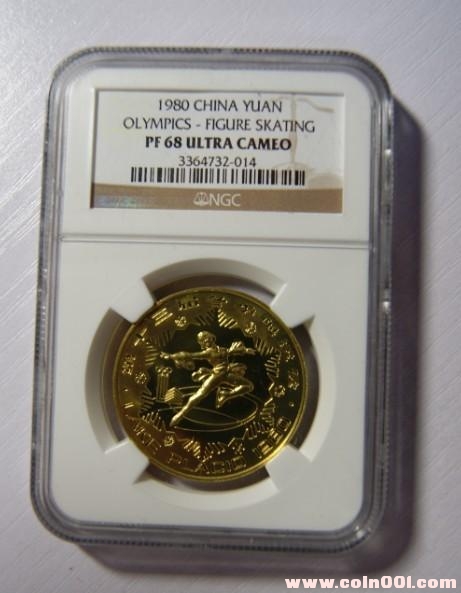 1980 CHINA YUAN
OLYMPICS - FIGURE SKATING
PF 68 ULTRA CAMEO
3364732-014
NGC
LAKE PLACID 1980
www.coin001.com